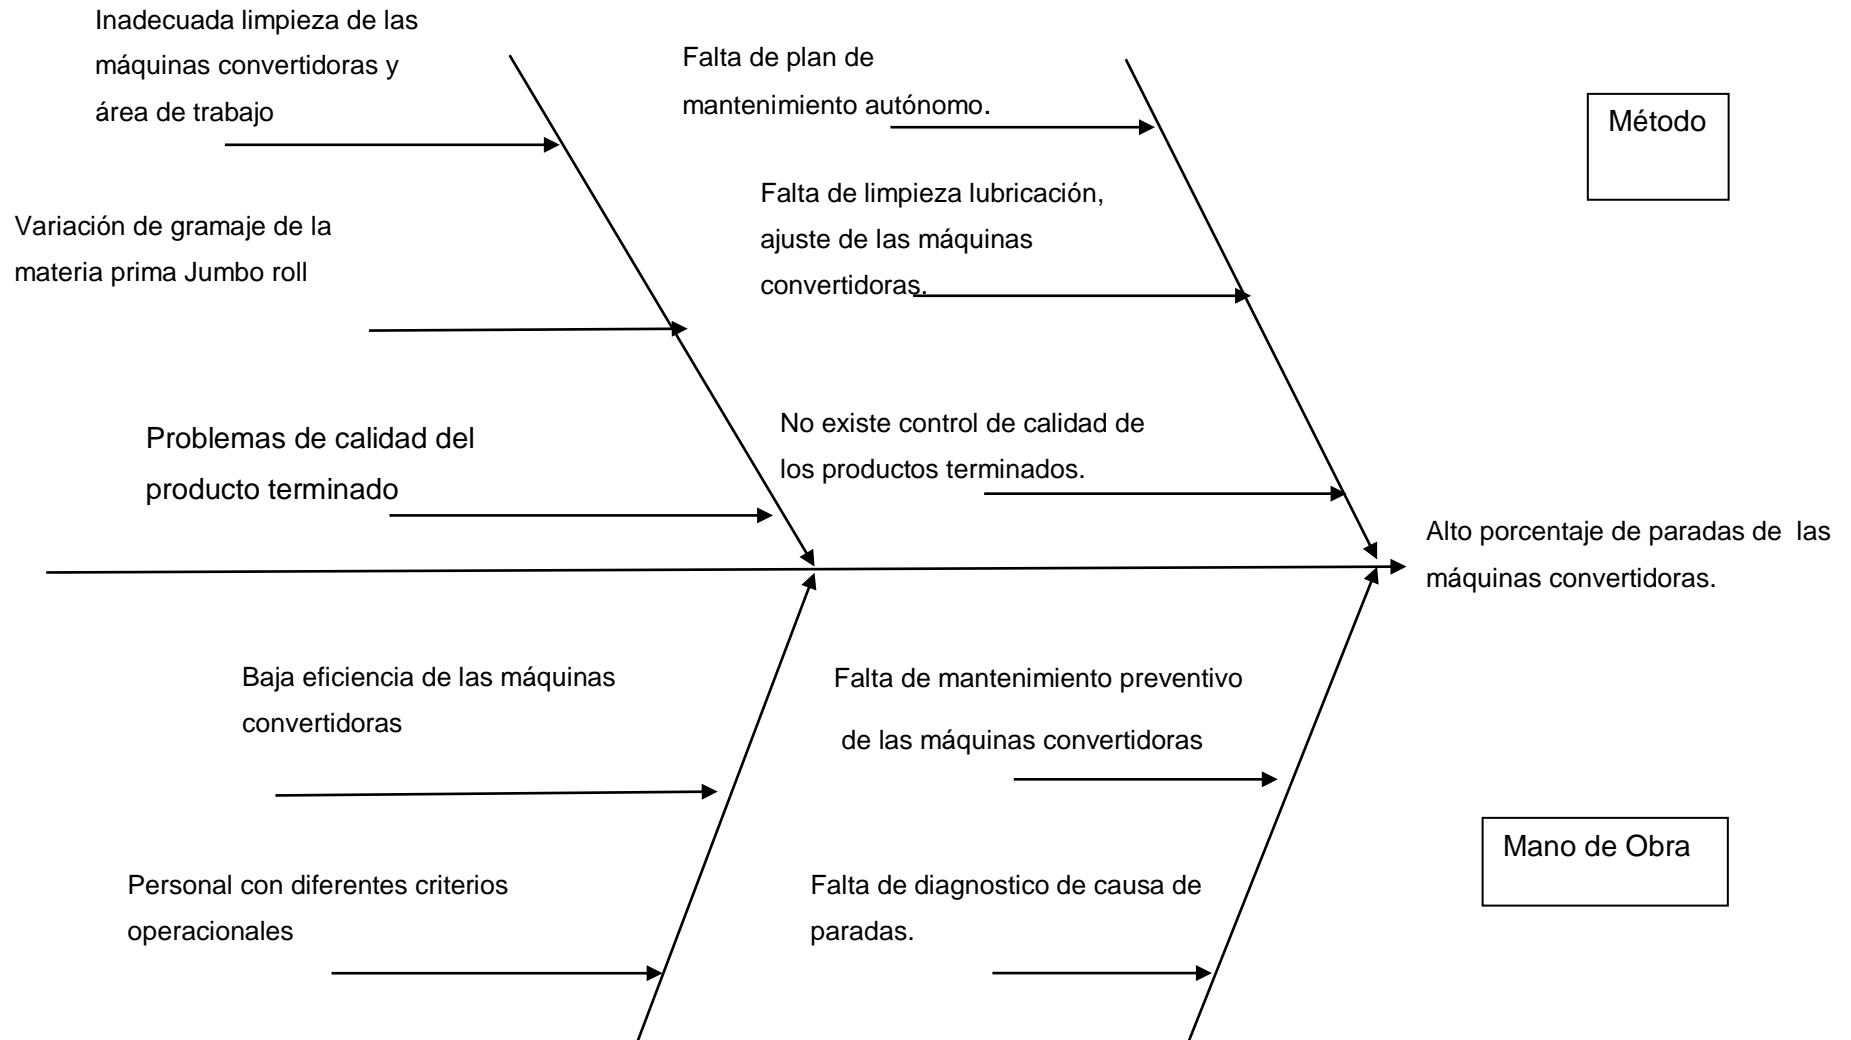 Inadecuada limpieza de las
máquinas convertidoras y
área de trabajo
Falta de plan de
mantenimiento autónomo.
Método
Falta de limpieza lubricación,
ajuste de las máquinas
convertidoras.
Variación de gramaje de la
materia prima Jumbo roll
Problemas de calidad del
producto terminado
No existe control de calidad de
los productos terminados.
Alto porcentaje de paradas de  las
máquinas convertidoras.
Baja eficiencia de las máquinas
convertidoras
Falta de mantenimiento preventivo
de las máquinas convertidoras
Mano de Obra
Personal con diferentes criterios
operacionales
Falta de diagnostico de causa de
paradas.